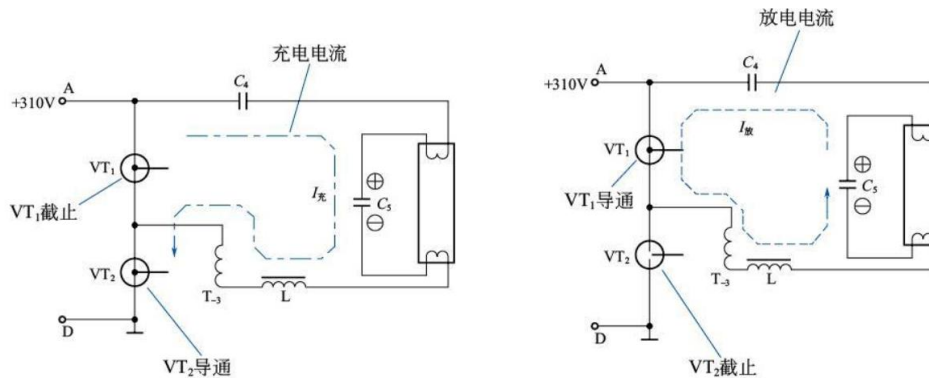 充电电流
C₄
A
+310V
VT₁
I充
C₅
VT₁截止
VT₂
T₋₃
L
D
VT₂导通
放电电流
C₄
A
+310V
I放
VT₁
C₅
VT₁导通
VT₂
T₋₃
L
D
VT₂截止